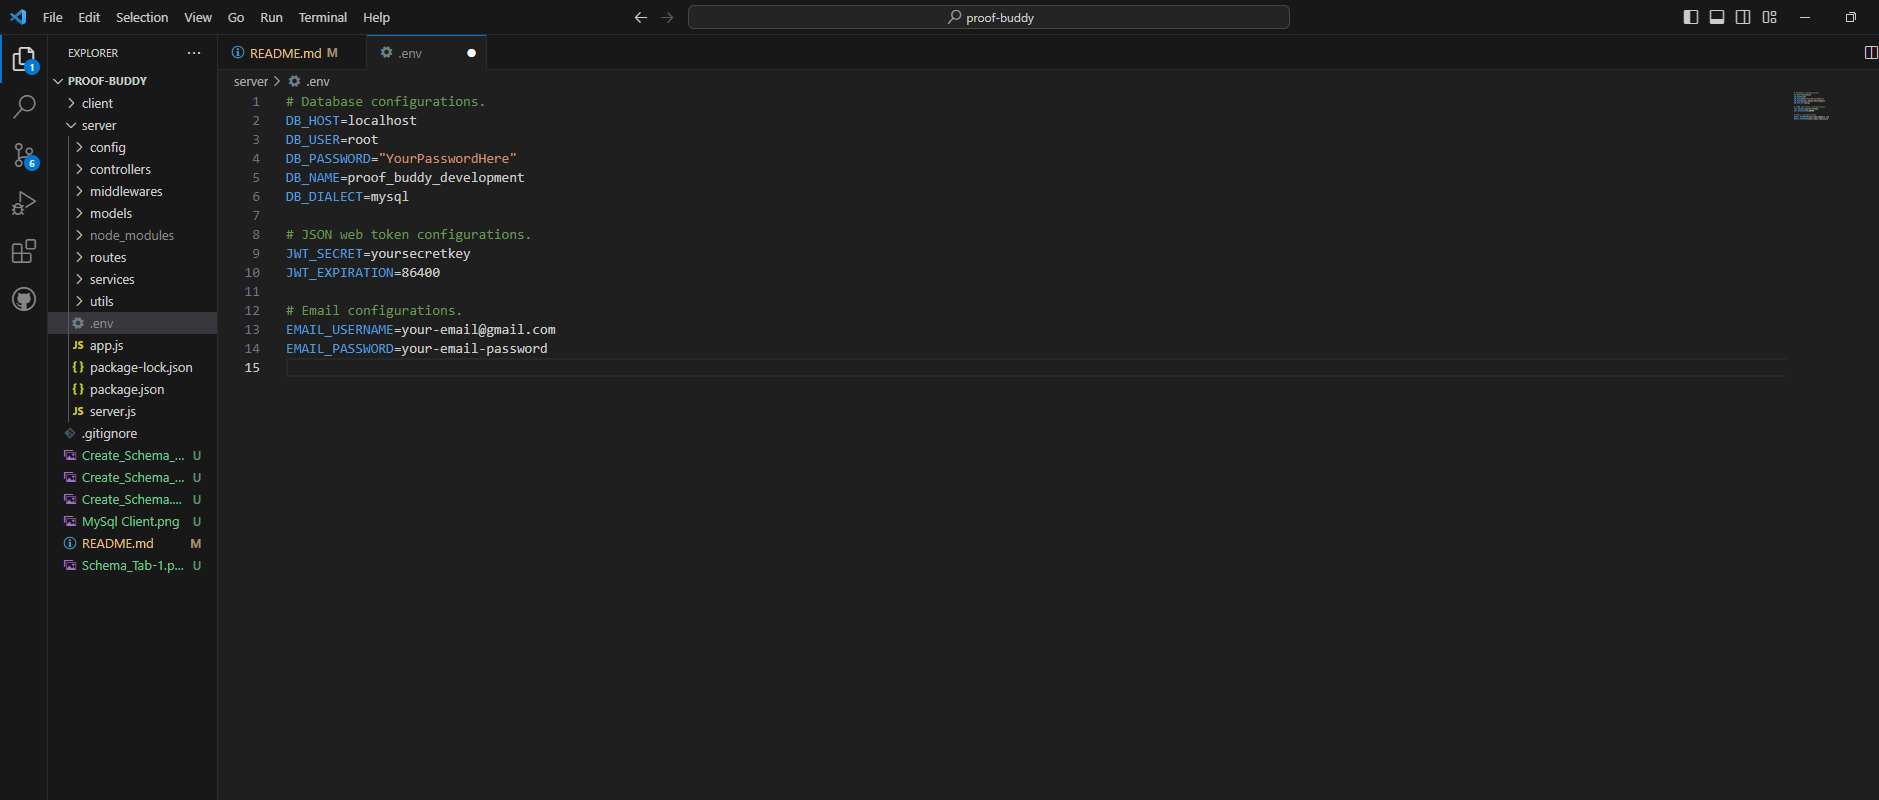 File Edit Selection View Go Run Terminal Help
proof-buddy
EXPLORER ...
1
6
PROOF-BUDDY
client
server
config
controllers
middlewares
models
node_modules
routes
services
utils
.env
JS app.js
{} package-lock.json
{} package.json
JS server.js
.gitignore
Create_Schema_... U
Create_Schema_... U
Create_Schema.... U
MySql Client.png U
README.md M
Schema_Tab-1.p... U
README.md M
.env
server > .env
1 # Database configurations.
2 DB_HOST=localhost
3 DB_USER=root
4 DB_PASSWORD="YourPasswordHere"
5 DB_NAME=proof_buddy_development
6 DB_DIALECT=mysql
7
8 # JSON web token configurations.
9 JWT_SECRET=yoursecretkey
10 JWT_EXPIRATION=86400
11
12 # Email configurations.
13 EMAIL_USERNAME=your-email@gmail.com
14 EMAIL_PASSWORD=your-email-password
15